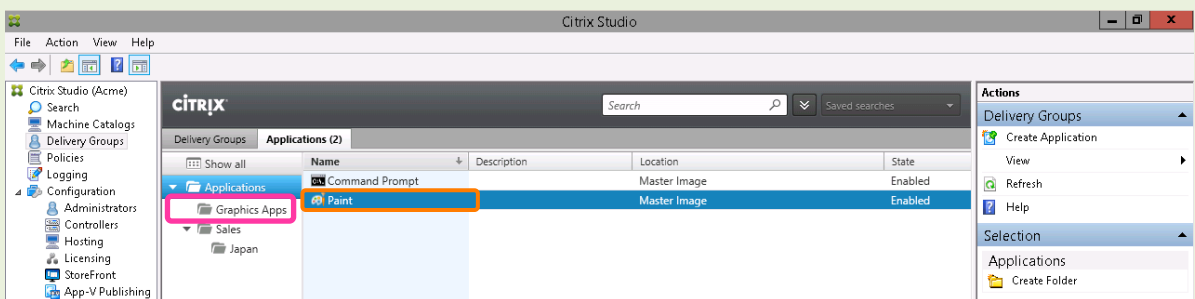 Citrix Studio
File Action View Help
Citrix Studio (Acme)
Search
Machine Catalogs
Delivery Groups
Policies
Logging
Configuration
Administrators
Controllers
Hosting
Licensing
StoreFront
App-V Publishing
CİTRIX
Search
Saved searches
Delivery Groups Applications (2)
Show all
Applications
Graphics Apps
Sales
Japan
Name Description Location State
Command Prompt Master Image Enabled
Paint Master Image Enabled
Actions
Delivery Groups
Create Application
View
Refresh
Help
Selection
Applications
Create Folder